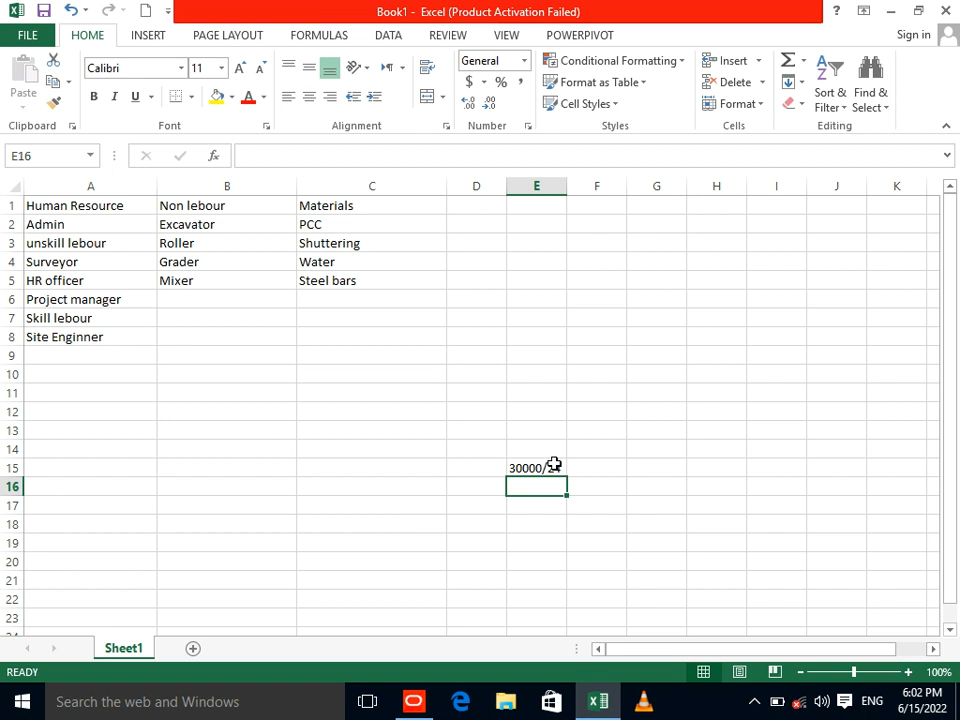 Book1 - Excel (Product Activation Failed)
FILE HOME INSERT PAGE LAYOUT FORMULAS DATA REVIEW VIEW POWERPIVOT Sign in
Paste
Calibri 11 General
Conditional Formatting
Format as Table
Cell Styles
Insert
Delete
Format
Sort & Filter
Find & Select
Clipboard Font Alignment Number Styles Cells Editing
E16
A B C D E F G H I J K
1 Human Resource Non lebour Materials
2 Admin Excavator PCC
3 unskill lebour Roller Shuttering
4 Surveyor Grader Water
5 HR officer Mixer Steel bars
6 Project manager
7 Skill lebour
8 Site Enginner
9
10
11
12
13
14
15 30000/24
16
17
18
19
20
21
22
23
Sheet1
READY 100%
Search the web and Windows
ENG
6:02 PM
6/15/2022